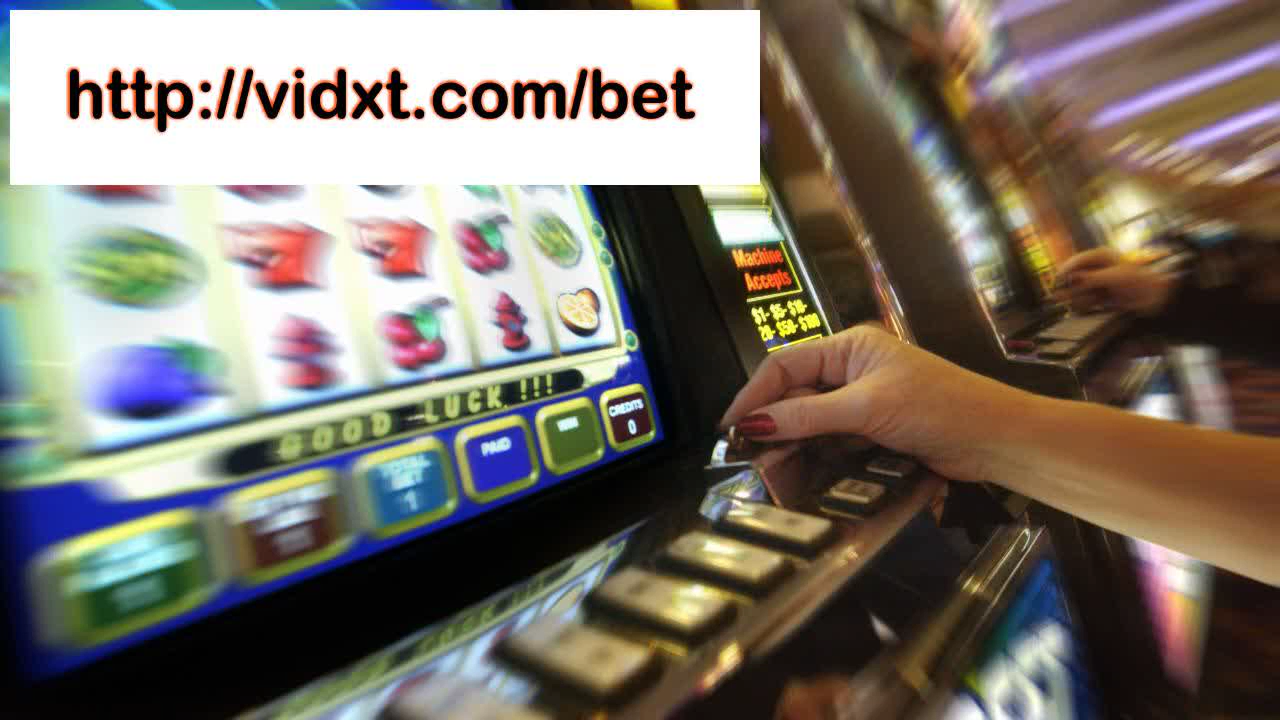 http://vidxt.com/bet
Machine
Accepts
$1- $5- $10-
20- $50- $100
GOOD LUCK !!!
CREDITS
0
WIN
PAID
TOTAL
BET
1